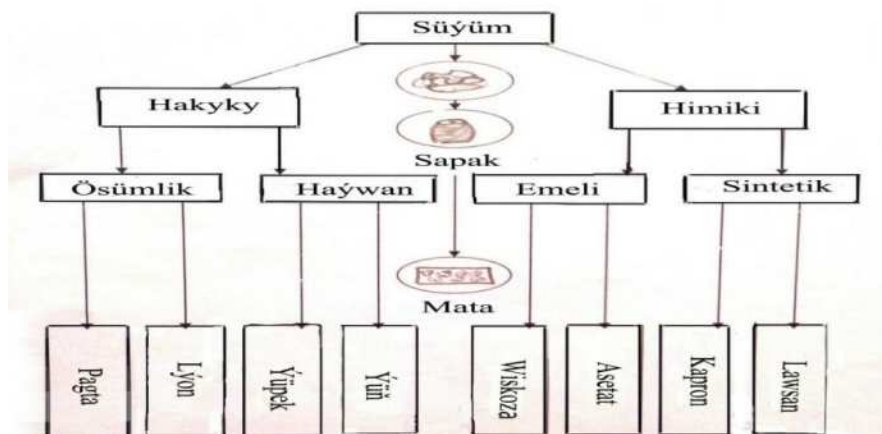 Süýüm
Hakyky
Himiki
Sapak
Ösümlik
Haýwan
Emeli
Sintetik
Mata
Pagta
Lýon
Ýüpek
Ýüň
Wiskoza
Asetat
Kapron
Lawsan